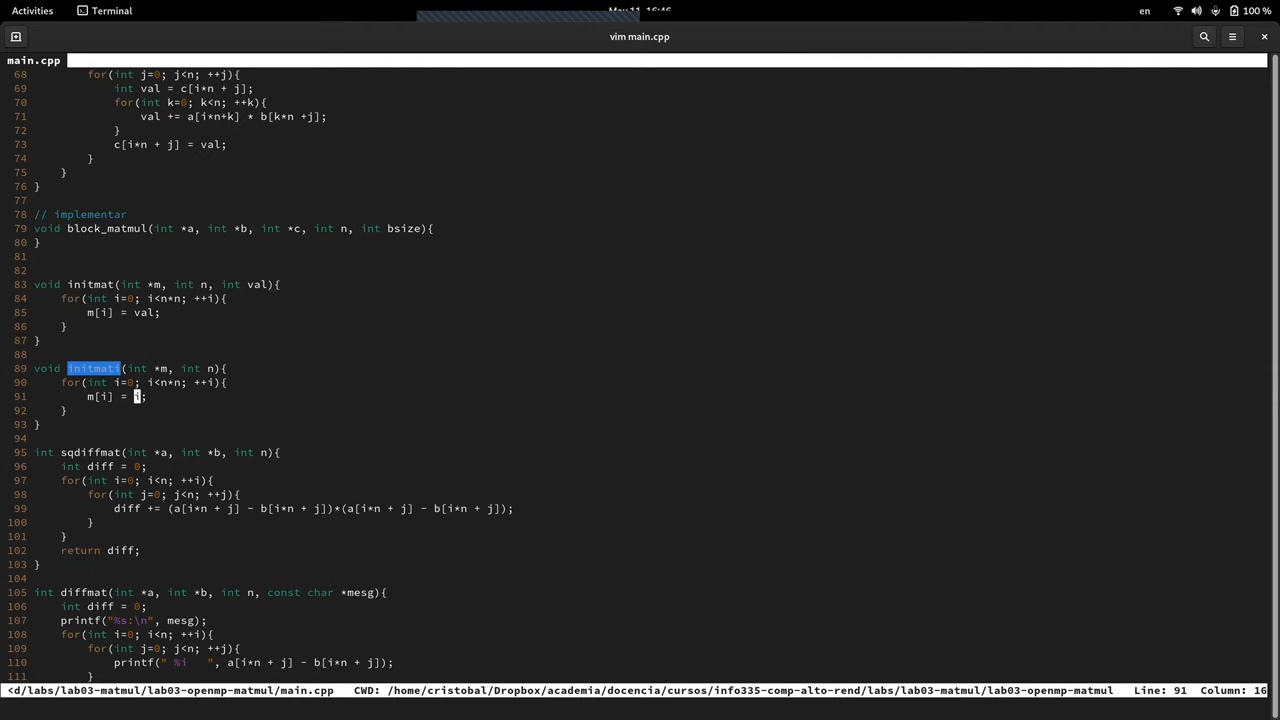 Activities Terminal en 100 %
vim main.cpp
main.cpp
68 for(int j=0; j<n; ++j){
69 int val = c[i*n + j];
70 for(int k=0; k<n; ++k){
71 val += a[i*n+k] * b[k*n +j];
72 }
73 c[i*n + j] = val;
74 }
75 }
76 }
77
78 // implementar
79 void block_matmul(int *a, int *b, int *c, int n, int bsize){
80 }
81
82
83 void initmat(int *m, int n, int val){
84 for(int i=0; i<n*n; ++i){
85 m[i] = val;
86 }
87 }
88
89 void initmati(int *m, int n){
90 for(int i=0; i<n*n; ++i){
91 m[i] = i;
92 }
93 }
94
95 int sqdiffmat(int *a, int *b, int n){
96 int diff = 0;
97 for(int i=0; i<n; ++i){
98 for(int j=0; j<n; ++j){
99 diff += (a[i*n + j] - b[i*n + j])*(a[i*n + j] - b[i*n + j]);
100 }
101 }
102 return diff;
103 }
104
105 int diffmat(int *a, int *b, int n, const char *mesg){
106 int diff = 0;
107 printf("%s:\n", mesg);
108 for(int i=0; i<n; ++i){
109 for(int j=0; j<n; ++j){
110 printf(" %i   ", a[i*n + j] - b[i*n + j]);
111 }
<d/labs/lab03-matmul/lab03-openmp-matmul/main.cpp CWD: /home/cristobal/Dropbox/academia/docencia/cursos/info335-comp-alto-rend/labs/lab03-matmul/lab03-openmp-matmul Line: 91 Column: 16